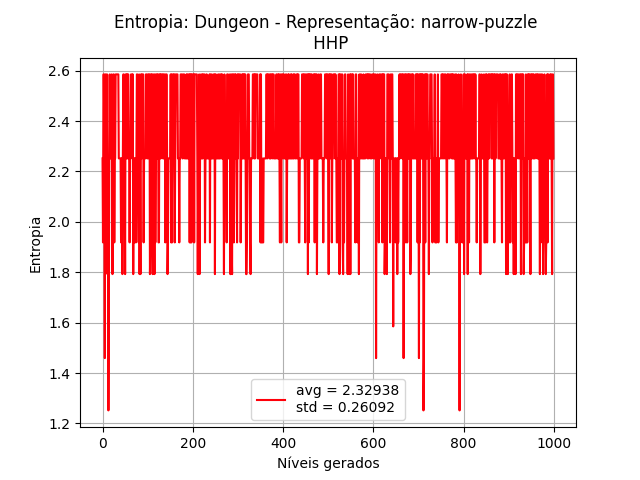 Entropia: Dungeon - Representação: narrow-puzzle
HHP
2.6
2.4
2.2
2.0
1.8
1.6
1.4
1.2
Entropia
avg = 2.32938
std = 0.26092
0 200 400 600 800 1000
Níveis gerados